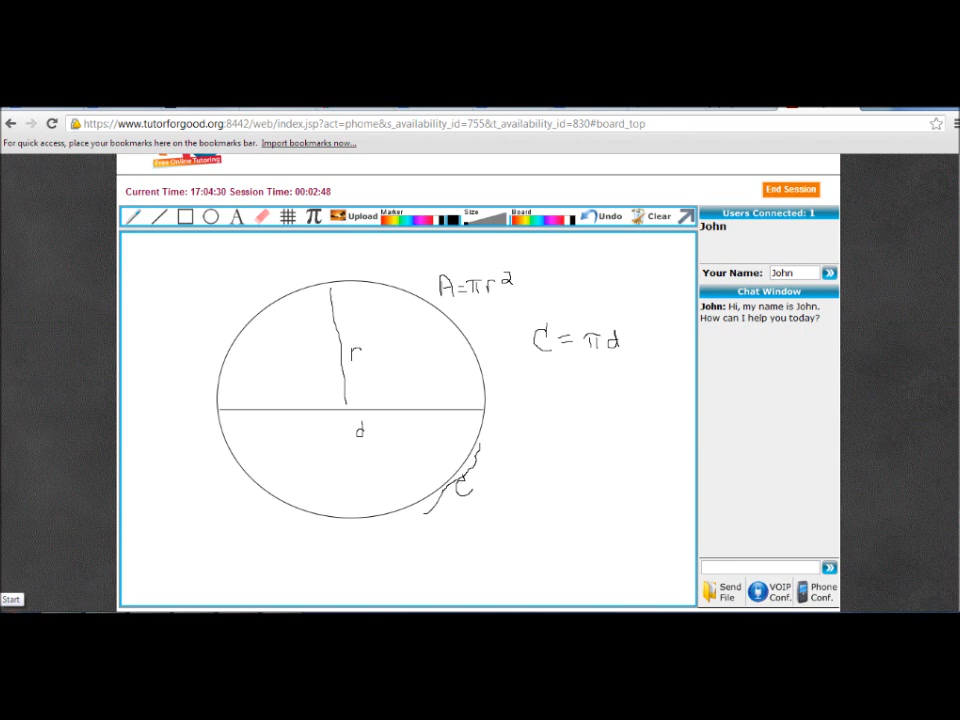 https://www.tutorforgood.org:8442/web/index.jsp?act=phome&s_availability_id=755&t_availability_id=830#board_top
For quick access, place your bookmarks here on the bookmarks bar. Import bookmarks now...
Free Online Tutoring
Current Time: 17:04:30 Session Time: 00:02:48
End Session
A
π
Upload
Marker
Size
Board
Undo
Clear
Users Connected: 1
John
Your Name: John
Chat Window
John: Hi, my name is John.
How can I help you today?
A=πr²
C = πd
r
d
C
Send File
VOIP Conf.
Phone Conf.
Start